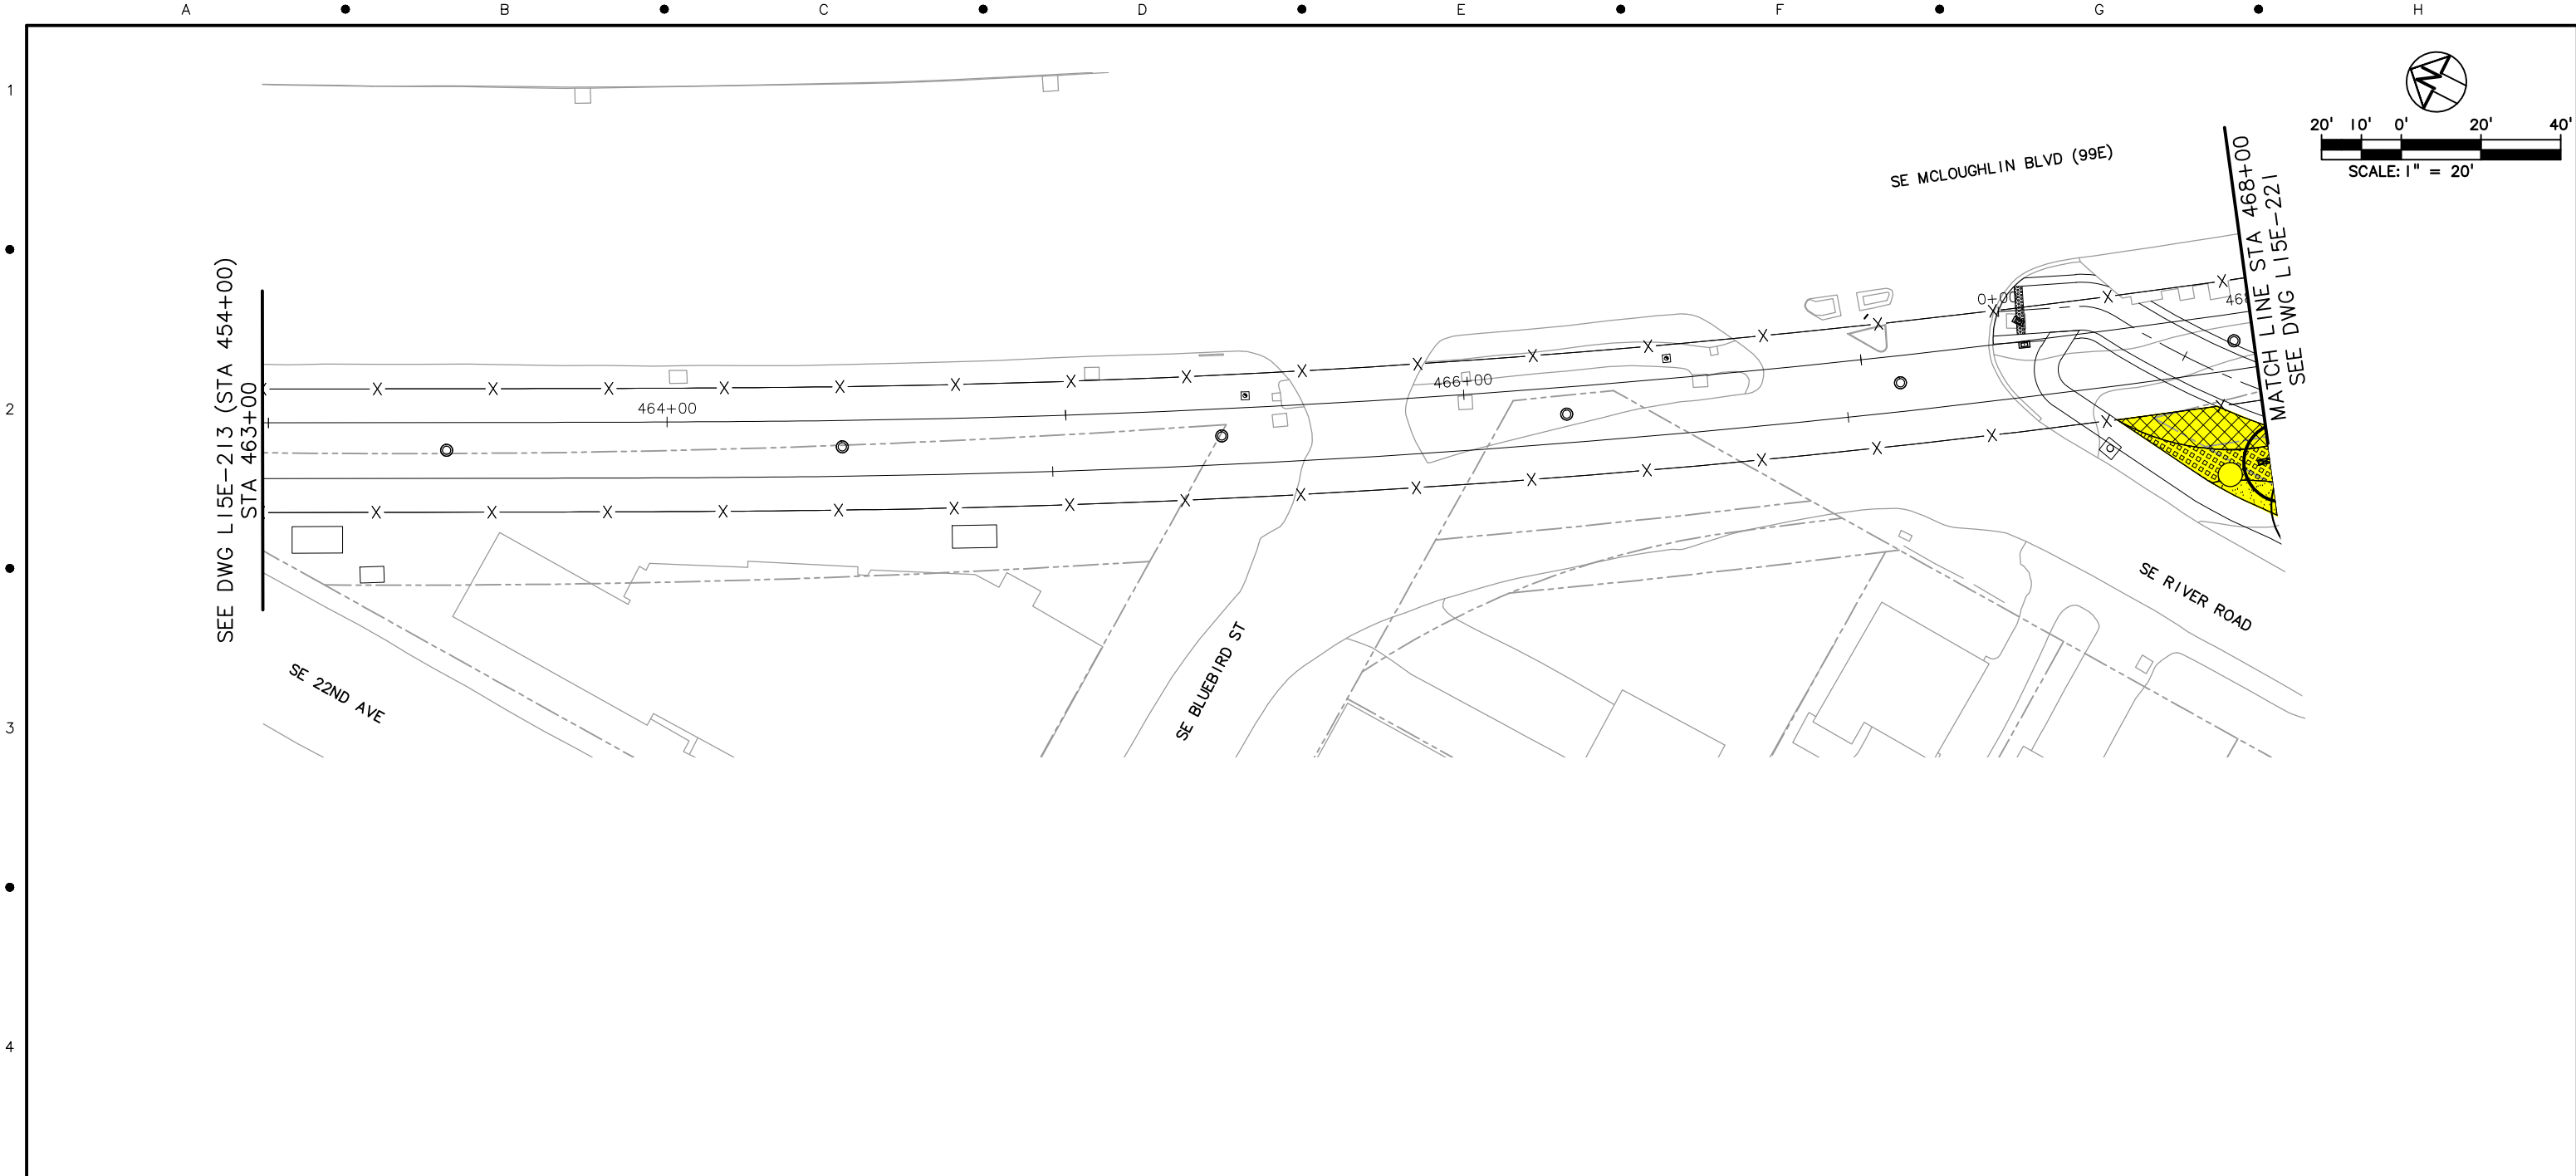 A B C D E F G H
1
20' 10' 0' 20' 40'
SCALE: 1" = 20'
SE MCLOUGHLIN BLVD (99E)
MATCH LINE STA 468+00
SEE DWG L15E-221
SEE DWG L15E-213 (STA 454+00)
STA 463+00
0+00
468
466+00
464+00
2
SE RIVER ROAD
SE BLUEBIRD ST
SE 22ND AVE
3
4